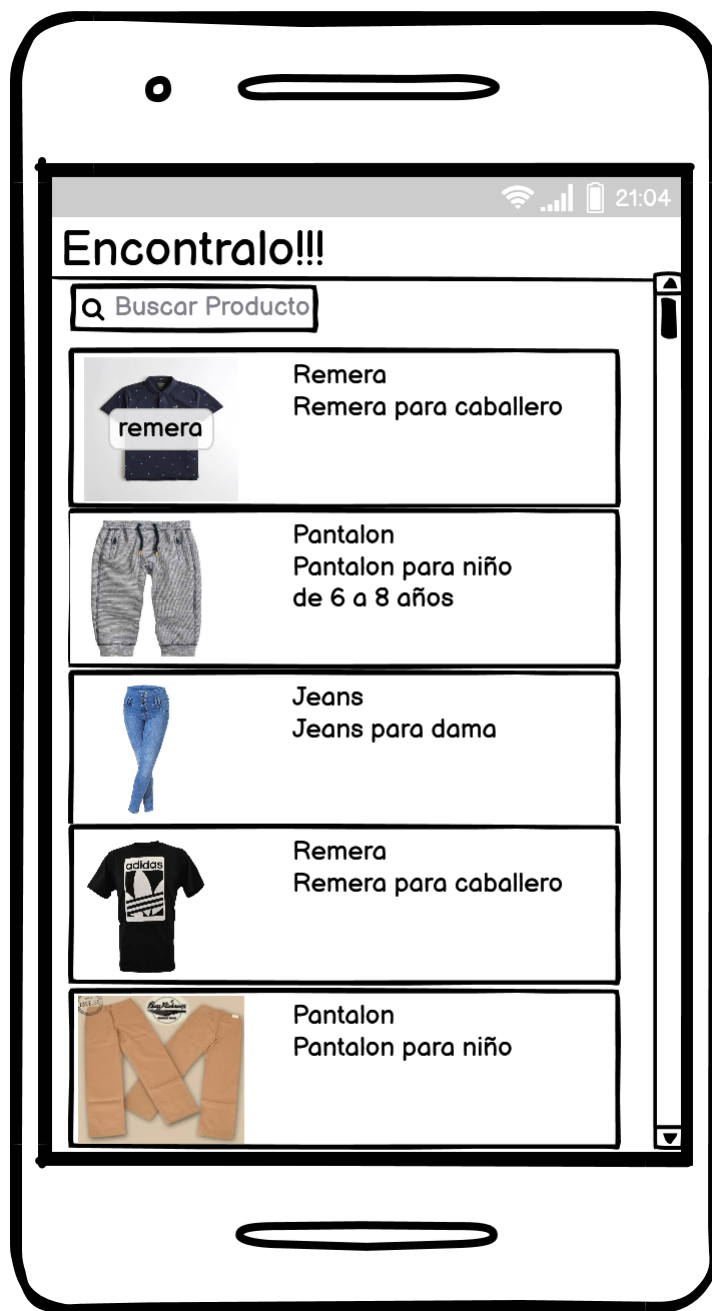 21:04
Encontralo!!!
Buscar Producto
remera
Remera
Remera para caballero
Pantalon
Pantalon para niño
de 6 a 8 años
Jeans
Jeans para dama
adidas
Remera
Remera para caballero
Pantalon
Pantalon para niño